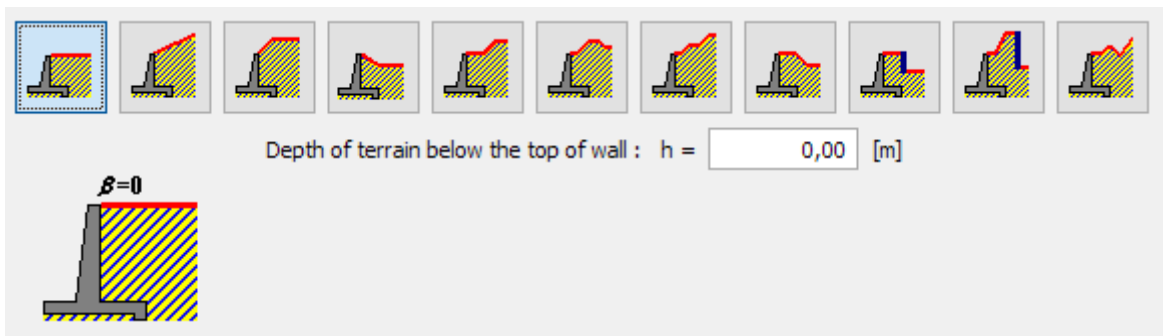 Depth of terrain below the top of wall : h = 0,00 [m]
β=0